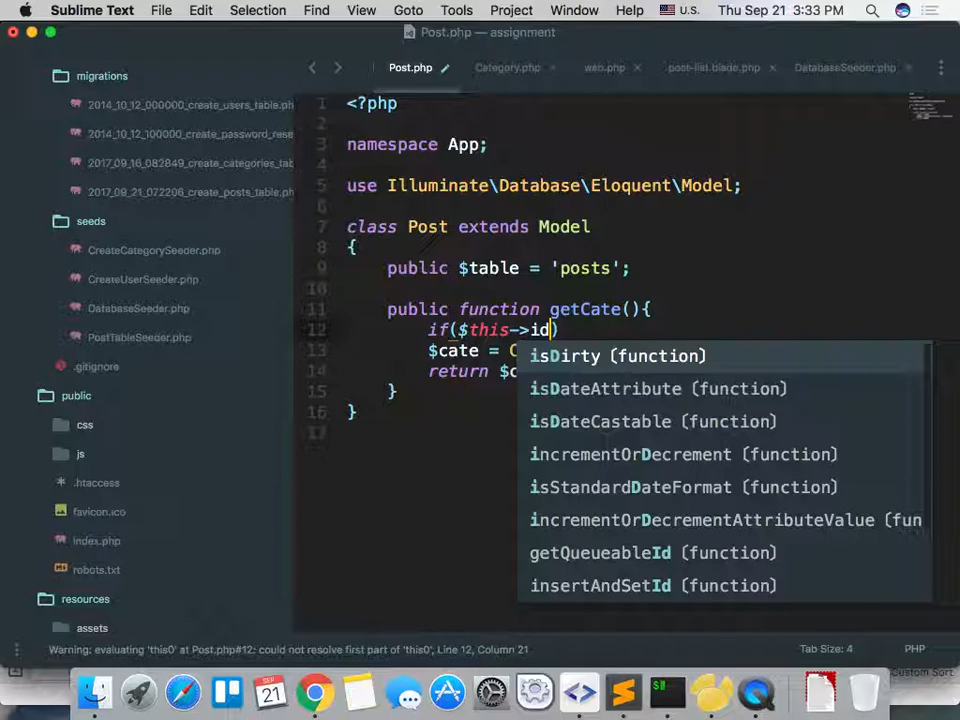 Sublime Text File Edit Selection Find View Goto Tools Project Window Help U.S. Thu Sep 21 3:33 PM
Post.php — assignment
Post.php Category.php web.php post-list.blade.php DatabaseSeeder.php
migrations
2014_10_12_000000_create_users_table.ph
2014_10_12_100000_create_password_rese
2017_09_16_082849_create_categories_tab
2017_09_21_072206_create_posts_table.ph
seeds
CreateCategorySeeder.php
CreateUserSeeder.php
DatabaseSeeder.php
PostTableSeeder.php
.gitignore
public
css
js
.htaccess
favicon.ico
index.php
robots.txt
resources
assets
1 <?php
2
3 namespace App;
4
5 use Illuminate\Database\Eloquent\Model;
6
7 class Post extends Model
8 {
9 public $table = 'posts';
10
11 public function getCate(){
12 if($this->id)
13 $cate = C
14 return $c
15 }
16 }
17
isDirty (function)
isDateAttribute (function)
isDateCastable (function)
incrementOrDecrement (function)
isStandardDateFormat (function)
incrementOrDecrementAttributeValue (fun
getQueueableId (function)
insertAndSetId (function)
Warning: evaluating 'this0' at Post.php#12: could not resolve first part of 'this0', Line 12, Column 21 Tab Size: 4 PHP
Custom Sort
SEP
21